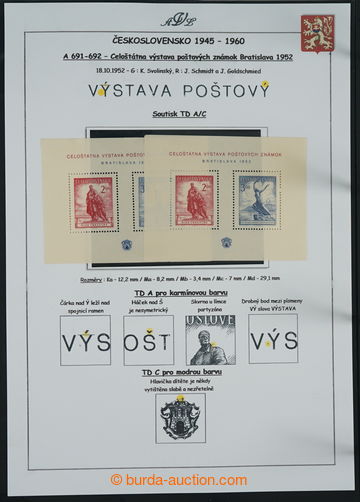 AUL
ČESKOSLOVENSKO 1945 - 1960
A 691-692 - Celoštátna výstava poštových známok Bratislava 1952
18.10.1952 - G : K. Svolinský, R : J. Schmidt a J. Goldschmied
VÝSTAVA POŠTOVÝ
Soutisk TD A/C
CELOŠTÁTNA VÝSTAVA POŠTOVÝCH ZNÁMOK
BRATISLAVA 1952
CELOŠTÁTNA VÝSTAVA POŠTOVÝCH ZNÁMOK
BRATISLAVA 1952
Rozměry : Ka - 12,2 mm / Ma - 8,2 mm / Mb - 3,4 mm / Mc - 7 mm / Md - 29,1 mm
TD A pro karmínovou barvu
Čárka nad Ý leží nad spojnicí ramen
Háček nad Š je nesymetrický
Skvrna u límce partyzána
Drobný bod mezi písmeny VÝ slova VÝSTAVA
VÝS
OŠT
OSLOVE
VÝS
TD C pro modrou barvu
Hlavička dítěte je někdy vytištěna slabě a nezřetelně
© burda-auction.com